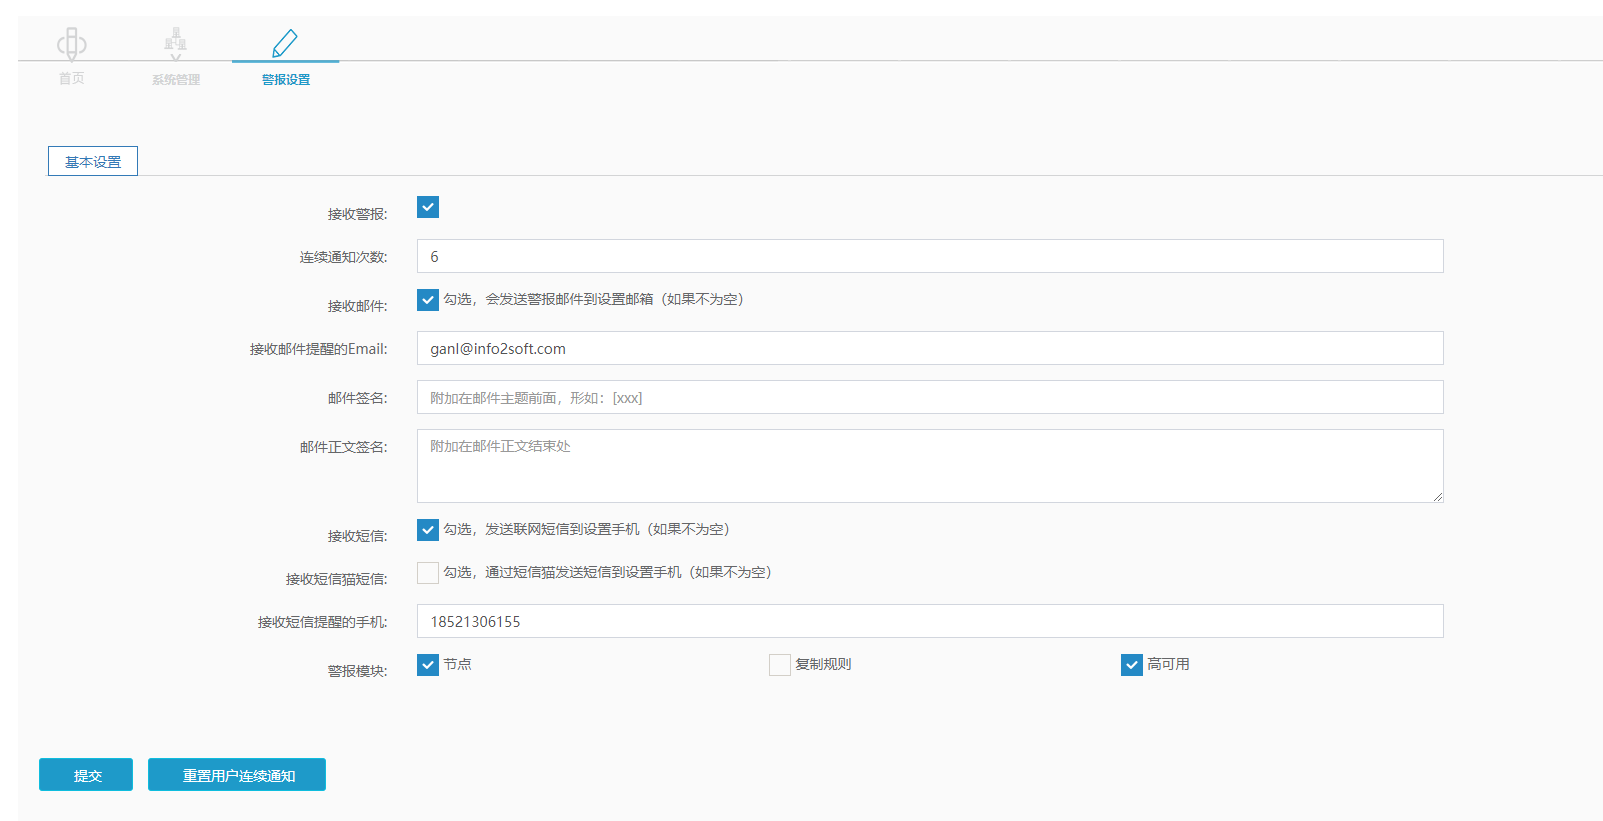 首页
系统管理
警报设置
基本设置
接收警报:
连续通知次数: 6
接收邮件: 勾选，会发送警报邮件到设置邮箱（如果不为空）
接收邮件提醒的Email: ganl@info2soft.com
邮件签名: 附加在邮件主题前面，形如：[xxx]
邮件正文签名: 附加在邮件正文结束处
接收短信: 勾选，发送联网短信到设置手机（如果不为空）
接收短信猫短信: 勾选，通过短信猫发送短信到设置手机（如果不为空）
接收短信提醒的手机: 18521306155
警报模块: 节点 复制规则 高可用
提交 重置用户连续通知